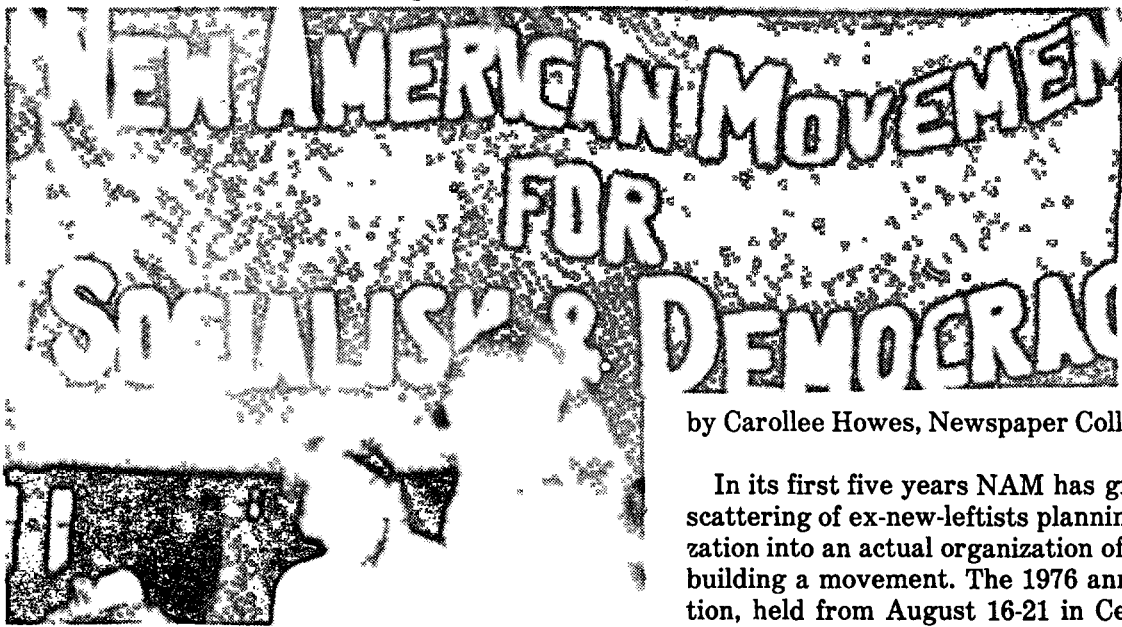 NEW AMERICAN MOVEMEN
FOR
SOCIALISM & DEMOCRAC
by Carollee Howes, Newspaper Coll
In its first five years NAM has g
scattering of ex-new-leftists plannin
zation into an actual organization of
building a movement. The 1976 ann
tion, held from August 16-21 in Ce